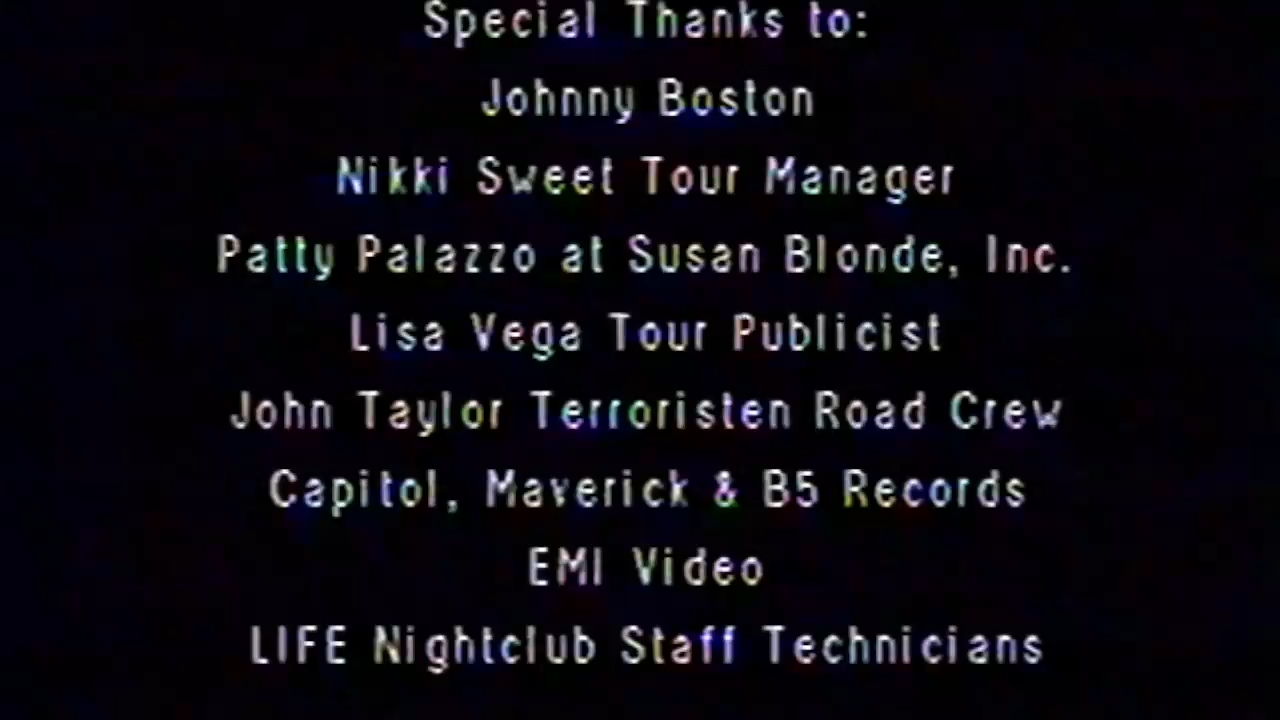 Special Thanks to:
Johnny Boston
Nikki Sweet Tour Manager
Patty Palazzo at Susan Blonde, Inc.
Lisa Vega Tour Publicist
John Taylor Terroristen Road Crew
Capitol, Maverick & B5 Records
EMI Video
LIFE Nightclub Staff Technicians